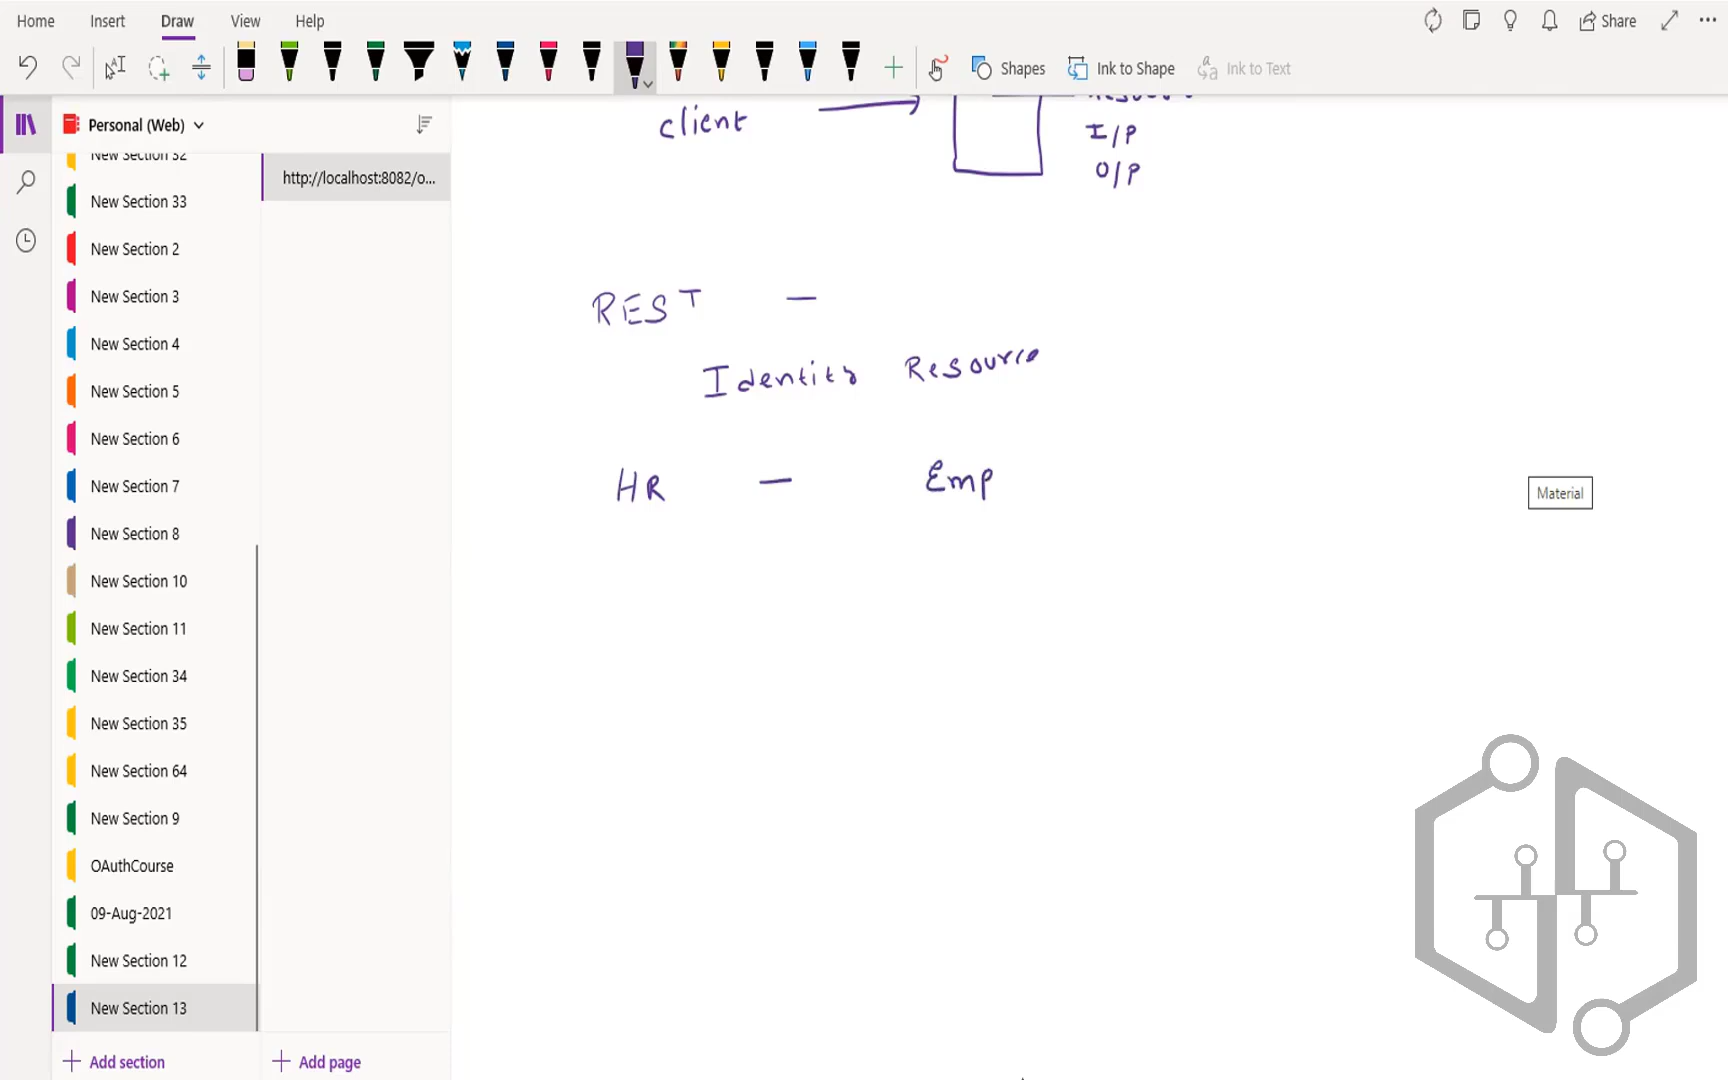 Home Insert Draw View Help Share
Shapes Ink to Shape Ink to Text
Personal (Web)
http://localhost:8082/o...
New Section 32
New Section 33
New Section 2
New Section 3
New Section 4
New Section 5
New Section 6
New Section 7
New Section 8
New Section 10
New Section 11
New Section 34
New Section 35
New Section 64
New Section 9
OAuthCourse
09-Aug-2021
New Section 12
New Section 13
Add section
Add page
client
I/P
O/P
REST —
Identity Resource
HR — Emp
Material